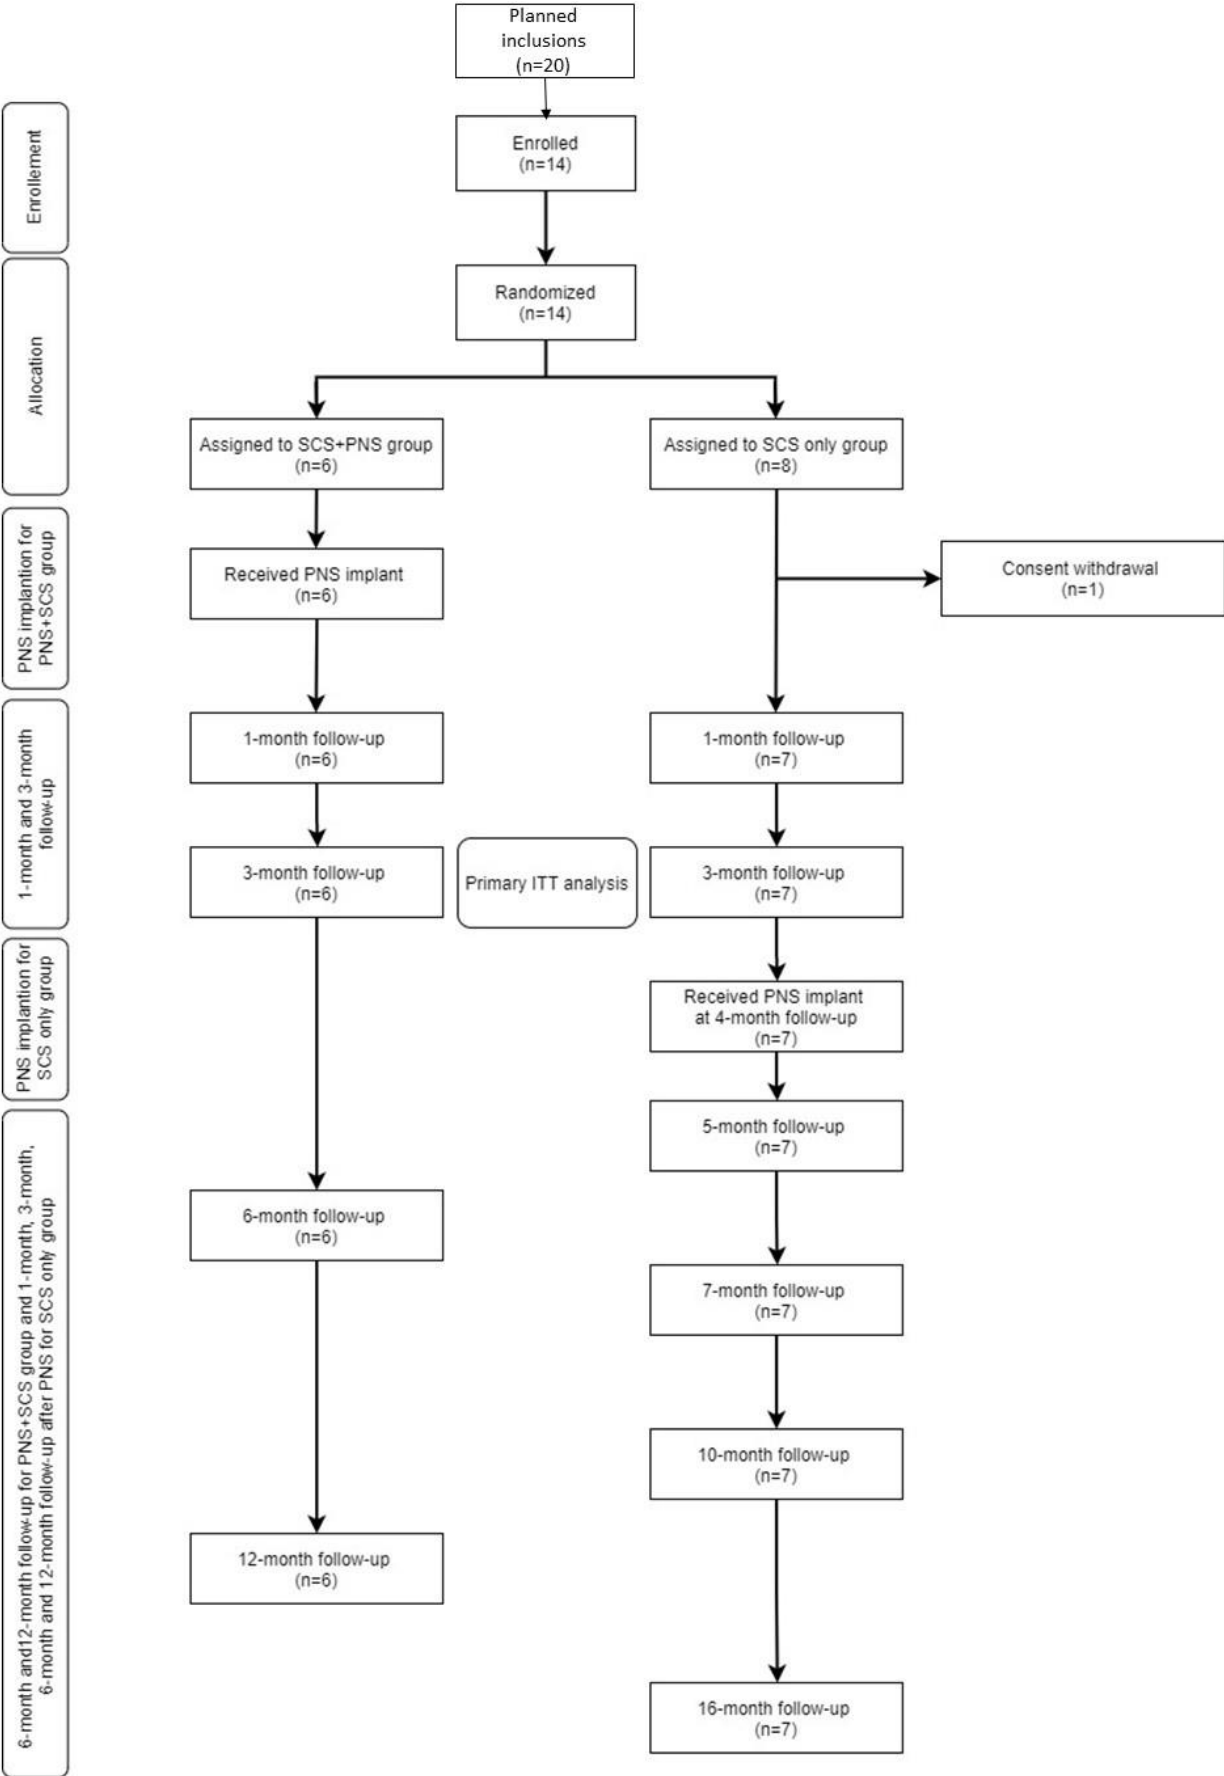 Planned
inclusions
(n=20)
Enrollement
Enrolled
(n=14)
Allocation
Randomized
(n=14)
Assigned to SCS+PNS group
(n=6)
Assigned to SCS only group
(n=8)
PNS implantion for
PNS+SCS group
Received PNS implant
(n=6)
Consent withdrawal
(n=1)
1-month and 3-month
follow-up
1-month follow-up
(n=6)
1-month follow-up
(n=7)
3-month follow-up
(n=6)
Primary ITT analysis
3-month follow-up
(n=7)
PNS implantion for
SCS only group
Received PNS implant
at 4-month follow-up
(n=7)
6-month and12-month follow-up for PNS+SCS group and 1-month, 3-month,
6-month and 12-month follow-up after PNS for SCS only group
5-month follow-up
(n=7)
6-month follow-up
(n=6)
7-month follow-up
(n=7)
10-month follow-up
(n=7)
12-month follow-up
(n=6)
16-month follow-up
(n=7)